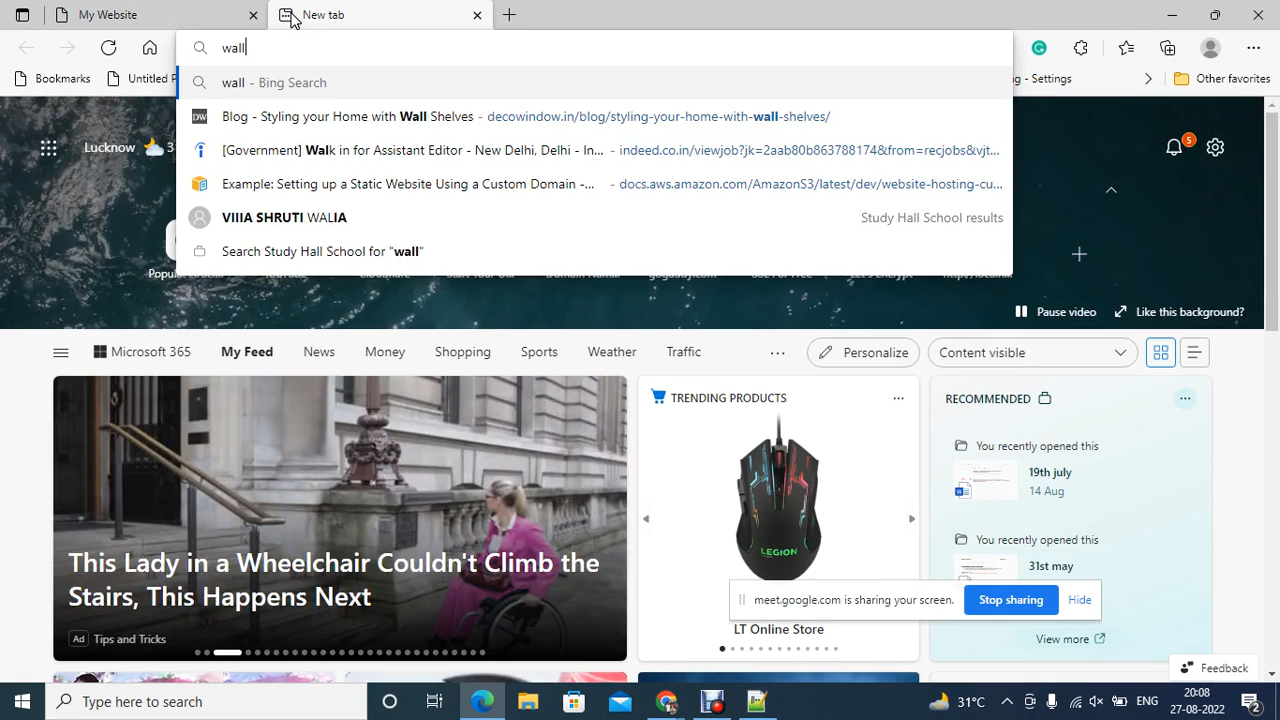 My Website
New tab
wall
Bookmarks
Untitled P
g - Settings
Other favorites
wall - Bing Search
Blog - Styling your Home with Wall Shelves - decowindow.in/blog/styling-your-home-with-wall-shelves/
[Government] Walk in for Assistant Editor - New Delhi, Delhi - In... - indeed.co.in/viewjob?jk=2aab80b8637881174&from=recjobs&vjt...
Example: Setting up a Static Website Using a Custom Domain -... - docs.aws.amazon.com/AmazonS3/latest/dev/website-hosting-cu...
VIIIA SHRUTI WALIA
Study Hall School results
Search Study Hall School for "wall"
Lucknow
3
5
Pause video
Like this background?
Microsoft 365
My Feed
News
Money
Shopping
Sports
Weather
Traffic
Personalize
Content visible
This Lady in a Wheelchair Couldn't Climb the
Stairs, This Happens Next
Ad Tips and Tricks
TRENDING PRODUCTS
LEGION
LT Online Store
RECOMMENDED
You recently opened this
19th july
14 Aug
You recently opened this
31st may
View more
meet.google.com is sharing your screen.
Stop sharing
Hide
Feedback
Type here to search
31°C
ENG
20:08
27-08-2022
2